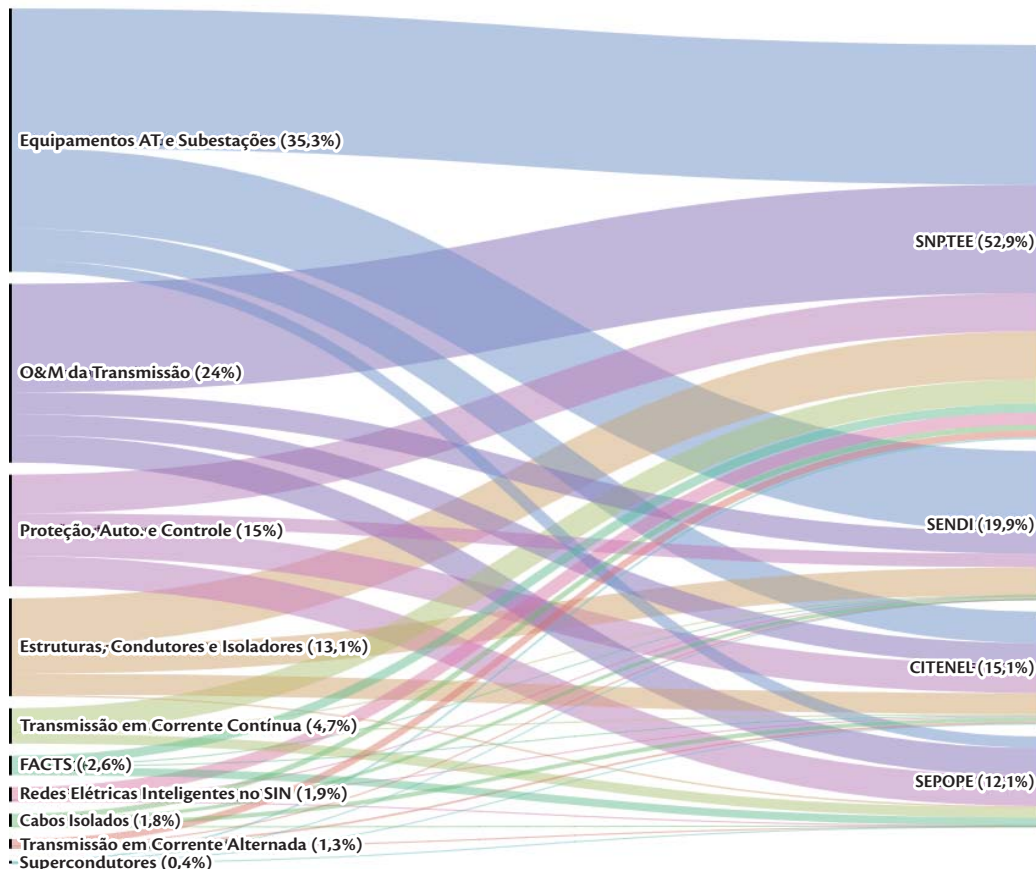 Equipamentos AT e Subestações (35,3%)
O&M da Transmissão (24%)
Proteção, Auto. e Controle (15%)
Estruturas, Condutores e Isoladores (13,1%)
Transmissão em Corrente Contínua (4,7%)
FACTS (2,6%)
Redes Elétricas Inteligentes no SIN (1,9%)
Cabos Isolados (1,8%)
Transmissão em Corrente Alternada (1,3%)
Supercondutores (0,4%)
SNPTEE (52,9%)
SENDI (19,9%)
CITENEL (15,1%)
SEPOPE (12,1%)